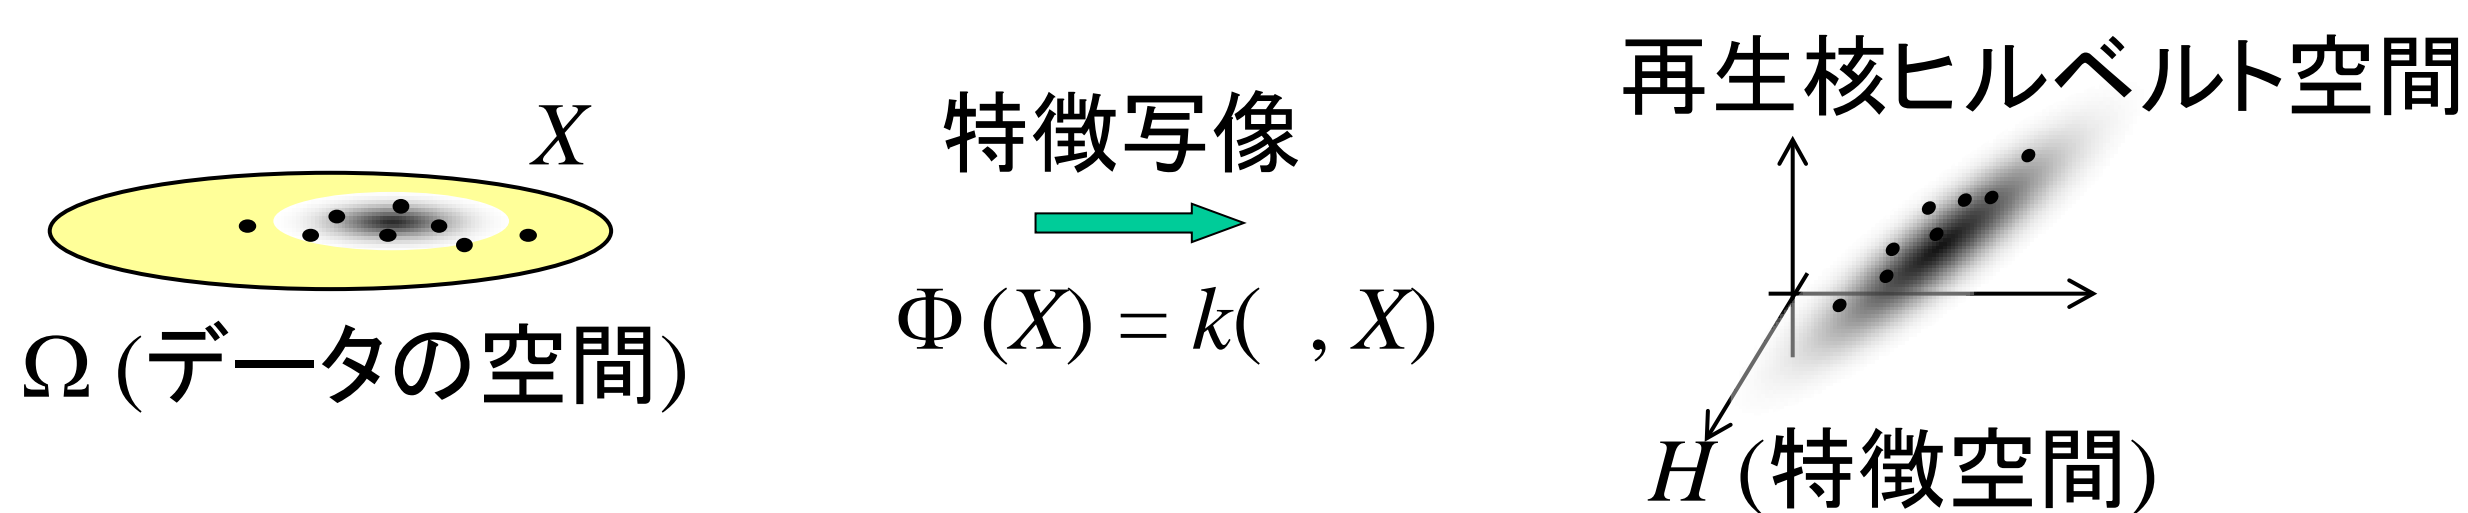 X
Ω (データの空間)
特徴写像
Φ (X) = k( , X)
再生核ヒルベルト空間
H (特徴空間)